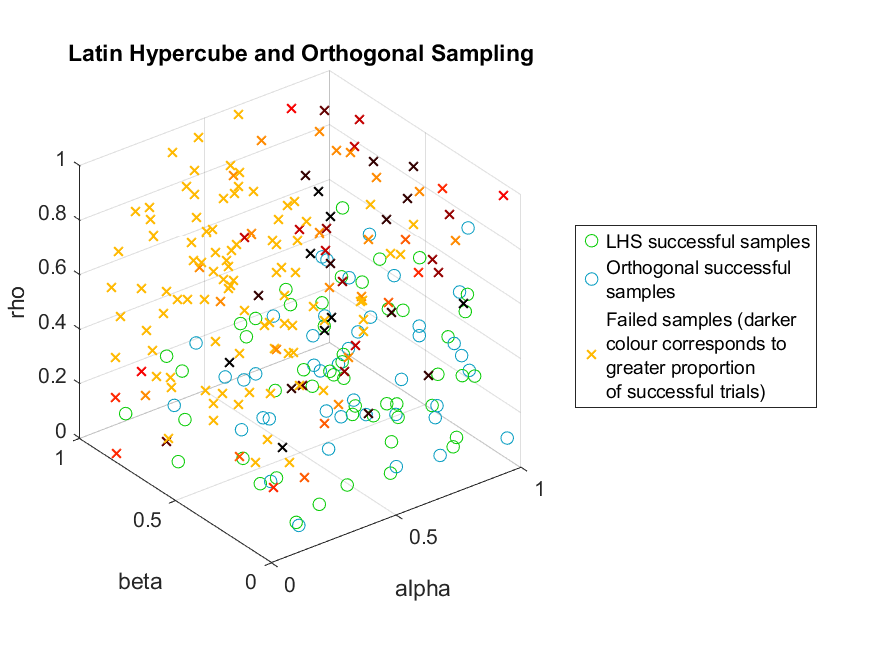 Latin Hypercube and Orthogonal Sampling
1
0.8
0.6
0.4
0.2
0
rho
1
0.5
0
beta
0
0.5
1
alpha
LHS successful samples
Orthogonal successful
samples
Failed samples (darker
colour corresponds to
greater proportion
of successful trials)